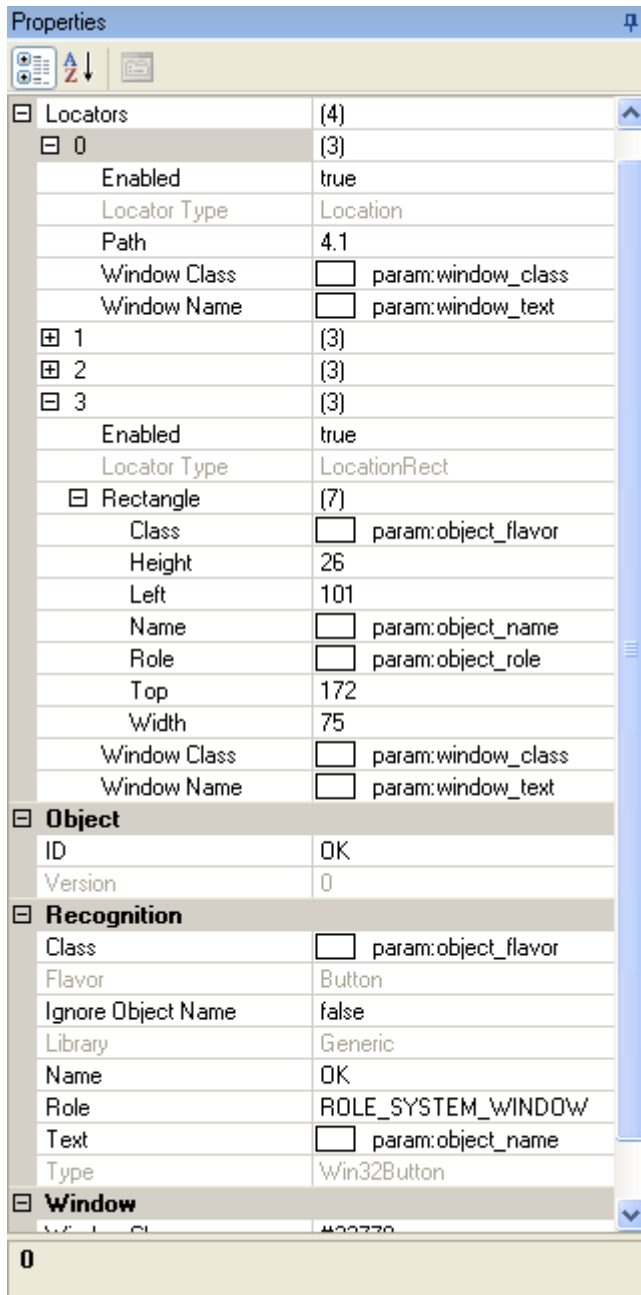 Properties
Locators (4)
0 (3)
Enabled true
Locator Type Location
Path 4.1
Window Class param:window_class
Window Name param:window_text
1 (3)
2 (3)
3 (3)
Enabled true
Locator Type LocationRect
Rectangle (7)
Class param:object_flavor
Height 26
Left 101
Name param:object_name
Role param:object_role
Top 172
Width 75
Window Class param:window_class
Window Name param:window_text
Object
ID OK
Version 0
Recognition
Class param:object_flavor
Flavor Button
Ignore Object Name false
Library Generic
Name OK
Role ROLE_SYSTEM_WINDOW
Text param:object_name
Type Win32Button
Window
0